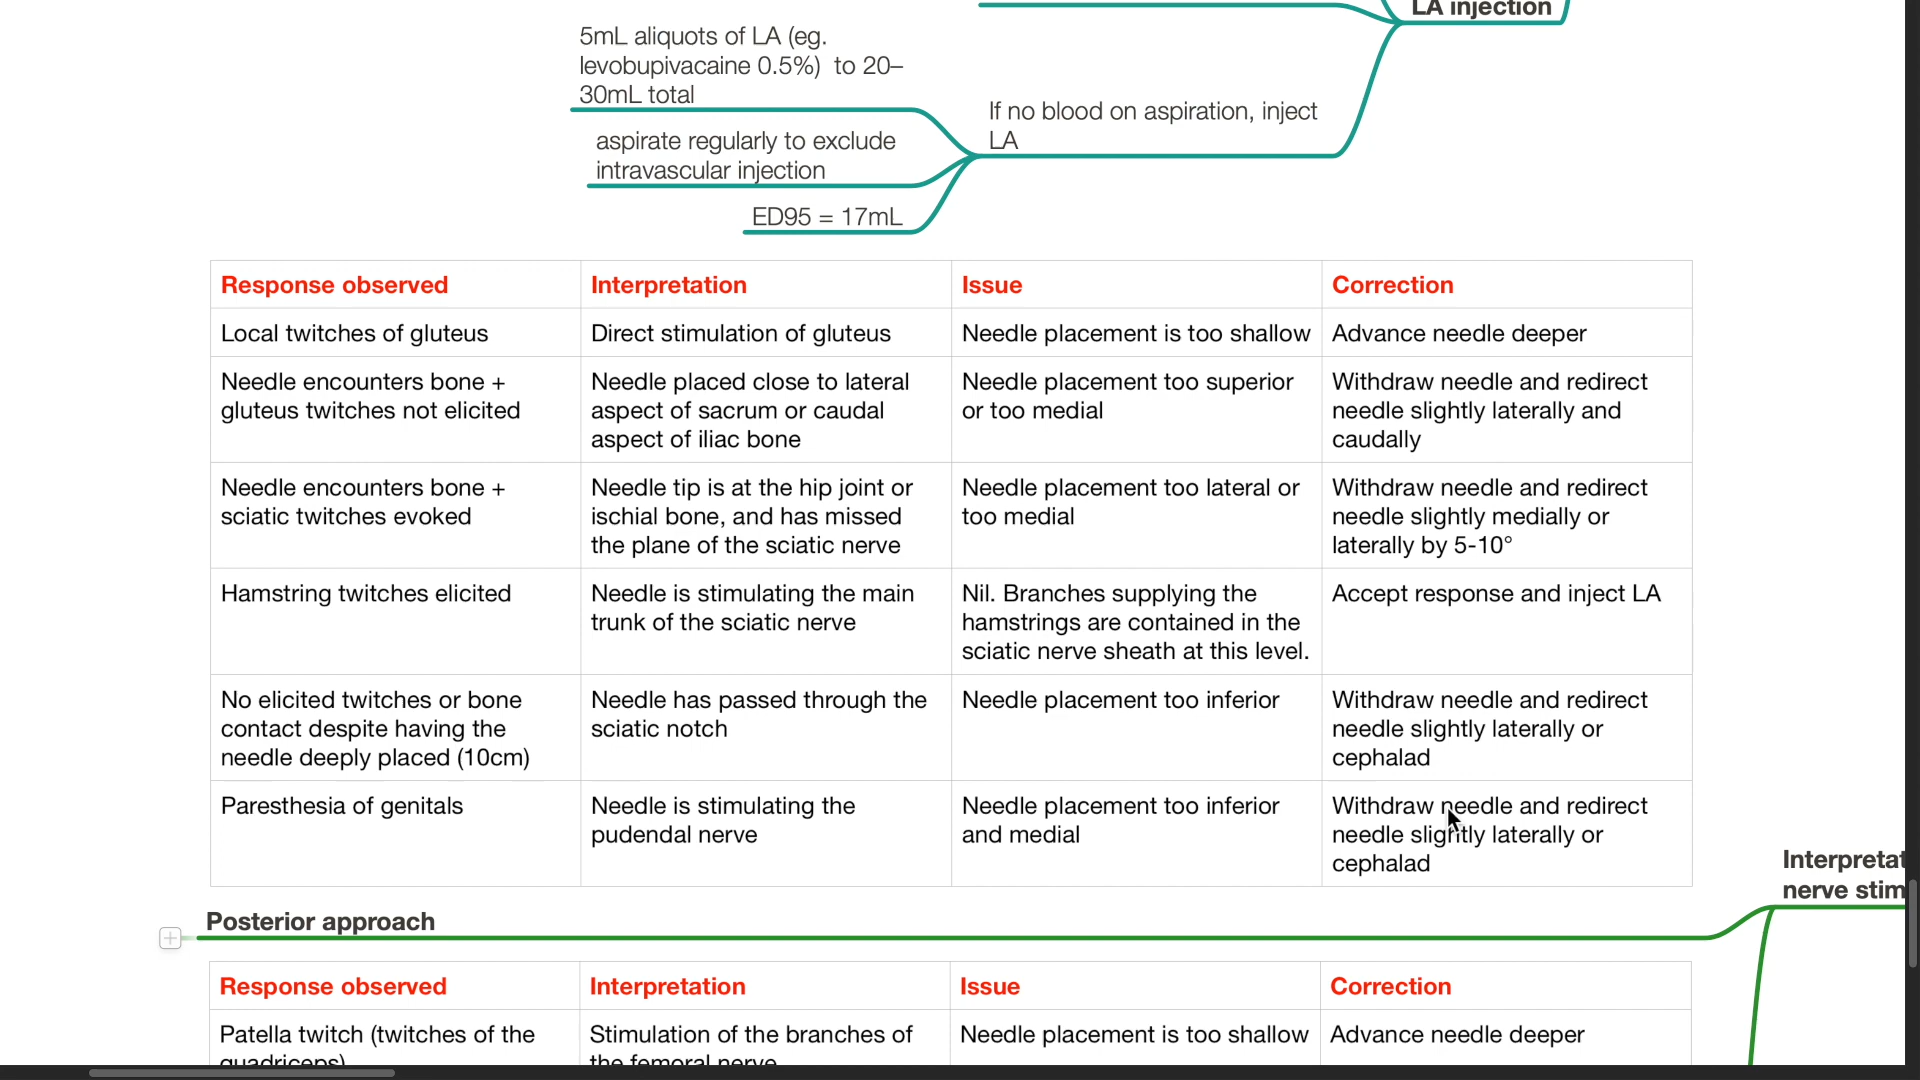 LA injection
5mL aliquots of LA (eg.
levobupivacaine 0.5%)  to 20–
30mL total
If no blood on aspiration, inject
LA
aspirate regularly to exclude
intravascular injection
ED95 = 17mL
Response observed
Interpretation
Issue
Correction
Local twitches of gluteus
Direct stimulation of gluteus
Needle placement is too shallow
Advance needle deeper
Needle encounters bone +
gluteus twitches not elicited
Needle placed close to lateral
aspect of sacrum or caudal
aspect of iliac bone
Needle placement too superior
or too medial
Withdraw needle and redirect
needle slightly laterally and
caudally
Needle encounters bone +
sciatic twitches evoked
Needle tip is at the hip joint or
ischial bone, and has missed
the plane of the sciatic nerve
Needle placement too lateral or
too medial
Withdraw needle and redirect
needle slightly medially or
laterally by 5-10°
Hamstring twitches elicited
Needle is stimulating the main
trunk of the sciatic nerve
Nil. Branches supplying the
hamstrings are contained in the
sciatic nerve sheath at this level.
Accept response and inject LA
No elicited twitches or bone
contact despite having the
needle deeply placed (10cm)
Needle has passed through the
sciatic notch
Needle placement too inferior
Withdraw needle and redirect
needle slightly laterally or
cephalad
Paresthesia of genitals
Needle is stimulating the
pudendal nerve
Needle placement too inferior
and medial
Withdraw needle and redirect
needle slightly laterally or
cephalad
Interpretat
nerve stim
Posterior approach
Response observed
Interpretation
Issue
Correction
Patella twitch (twitches of the
quadriceps)
Stimulation of the branches of
the femoral nerve
Needle placement is too shallow
Advance needle deeper